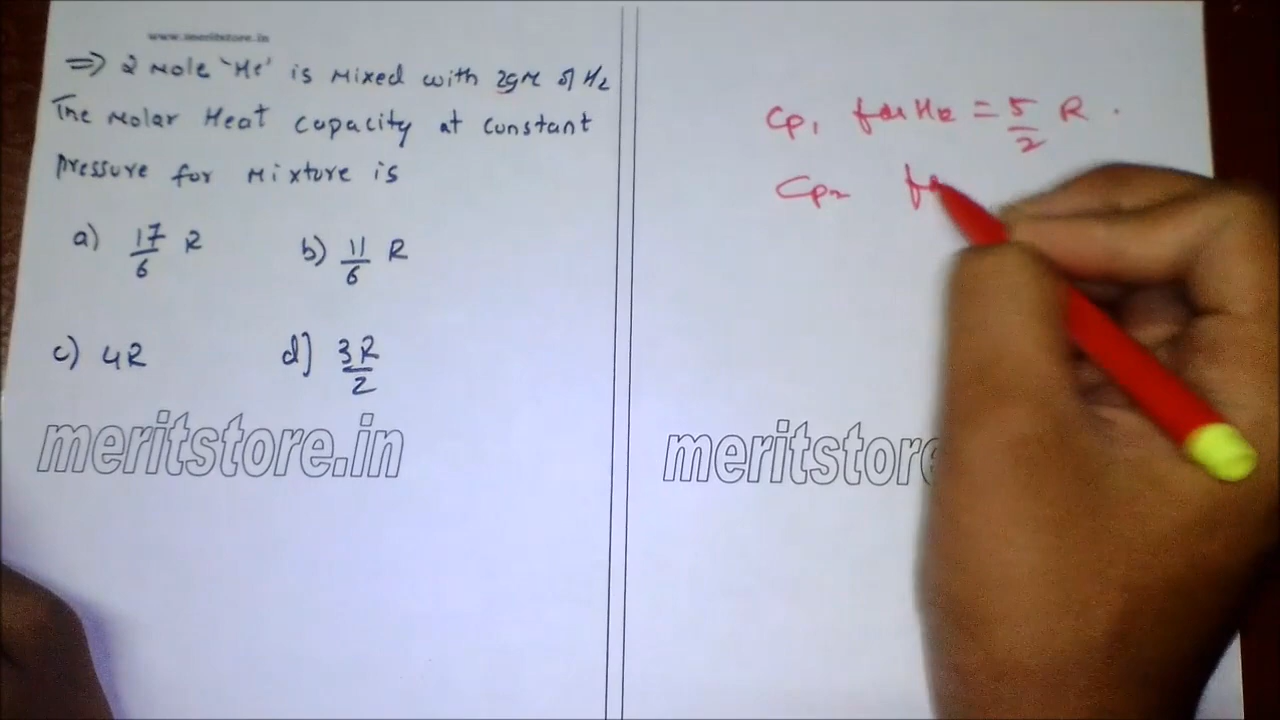 www.meritstore.in
⇒ 2 Mole 'He' is Mixed with 2gm of H2
The Molar Heat capacity at constant
pressure for Mixture is
a) 17/6 R b) 11/6 R
c) 4R d] 3R/2
meritstore.in
Cp1 for He = 5/2 R.
Cp2
meritstore